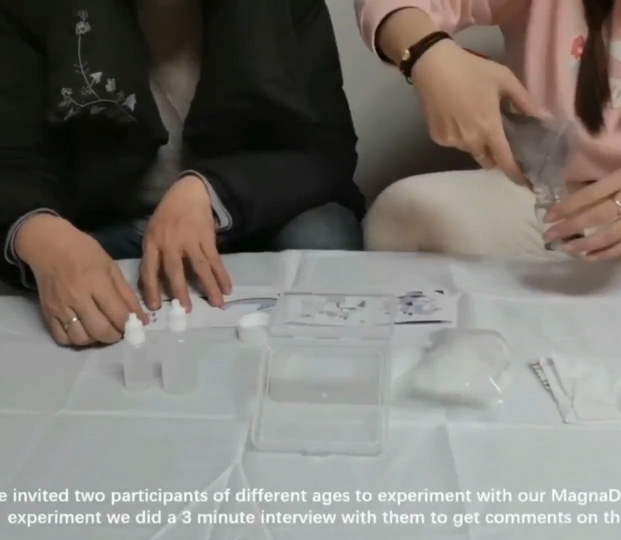 e invited two participants of different ages to experiment with our MagnaD
experiment we did a 3 minute interview with them to get comments on th